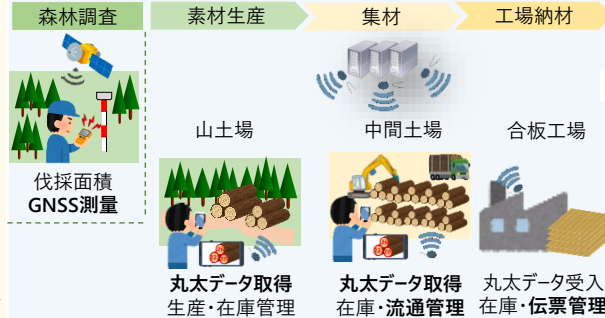 森林調査
素材生産
集材
工場納材
山土場
中間土場
合板工場
伐採面積
GNSS測量
丸太データ取得
生産・在庫管理
丸太データ取得
在庫・流通管理
丸太データ受入
在庫・伝票管理